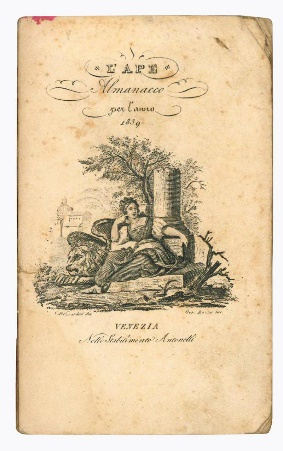 L'APE
Almanacco
per l'anno
1839
VENEZIA
Nello Stabilimento Antonelli